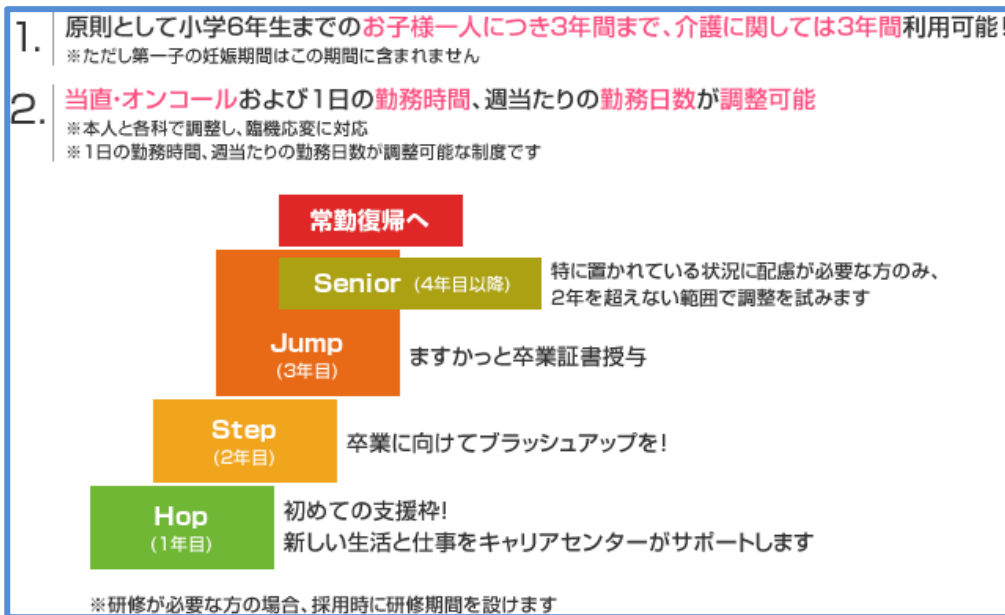 1. 原則として小学6年生までのお子様一人につき3年間まで、介護に関しては3年間利用可能!
※ただし第一子の妊娠期間はこの期間に含まれません
2. 当直・オンコールおよび1日の勤務時間、週当たりの勤務日数が調整可能
※本人と各科で調整し、臨機応変に対応
※1日の勤務時間、週当たりの勤務日数が調整可能な制度です
常勤復帰へ
Senior (4年目以降)
特に置かれている状況に配慮が必要な方のみ、
2年を超えない範囲で調整を試みます
Jump
(3年目)
ますかっと卒業証書授与
Step
(2年目)
卒業に向けてブラッシュアップを!
Hop
(1年目)
初めての支援枠!
新しい生活と仕事をキャリアセンターがサポートします
※研修が必要な方の場合、採用時に研修期間を設けます